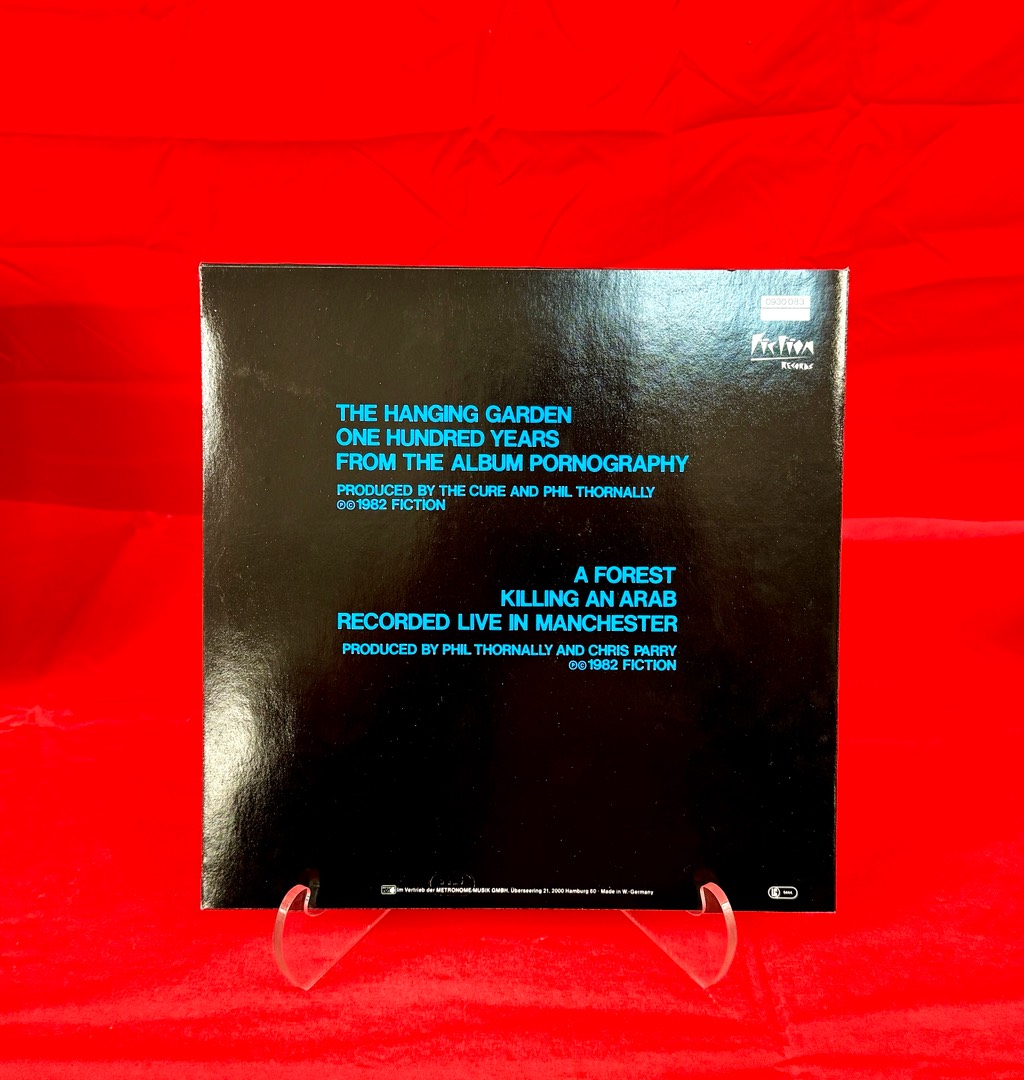 0930 083
Fiction
RECORDS
THE HANGING GARDEN
ONE HUNDRED YEARS
FROM THE ALBUM PORNOGRAPHY
PRODUCED BY THE CURE AND PHIL THORNALLY
℗©1982 FICTION
A FOREST
KILLING AN ARAB
RECORDED LIVE IN MANCHESTER
PRODUCED BY PHIL THORNALLY AND CHRIS PARRY
℗©1982 FICTION
im Vertrieb der METRONOME-MUSIK GMBH, Überseering 21, 2000 Hamburg 60 · Made in W.-Germany